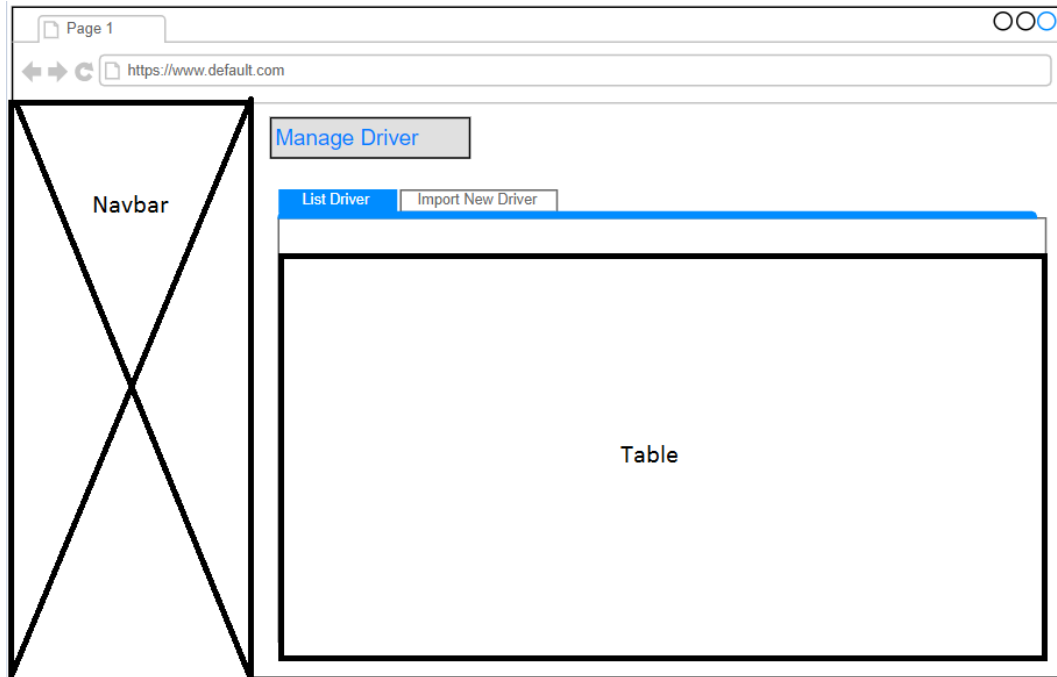 Page 1
https://www.default.com
Navbar
Manage Driver
List Driver
Import New Driver
Table